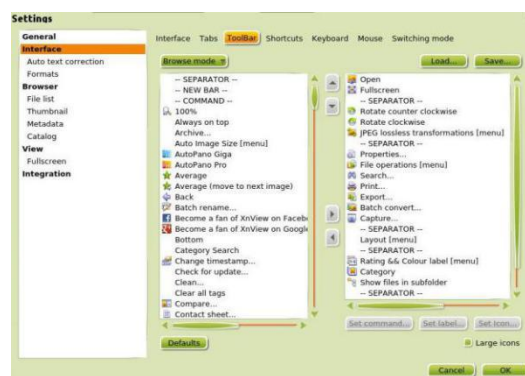 Settings
General
Interface
Auto text correction
Formats
Browser
File list
Thumbnail
Metadata
Catalog
View
Fullscreen
Integration
Interface Tabs ToolBar Shortcuts Keyboard Mouse Switching mode
Browse mode
Load... Save...
-- SEPARATOR --
-- NEW BAR --
-- COMMAND --
100%
Always on top
Archive...
Auto Image Size [menu]
AutoPano Giga
AutoPano Pro
Average
Average (move to next image)
Back
Batch rename...
Become a fan of XnView on Facebo
Become a fan of XnView on Google
Bottom
Category Search
Change timestamp...
Check for update...
Clean...
Clear all tags
Compare...
Contact sheet...
Open
Fullscreen
-- SEPARATOR --
Rotate counter clockwise
Rotate clockwise
JPEG lossless transformations [menu]
-- SEPARATOR --
Properties...
File operations [menu]
Search...
Print...
Export...
Batch convert...
Capture...
-- SEPARATOR --
Layout [menu]
-- SEPARATOR --
Rating && Colour label [menu]
Category
Show files in subfolder
-- SEPARATOR --
Set command... Set label... Set Icon...
Defaults
Large icons
Cancel OK